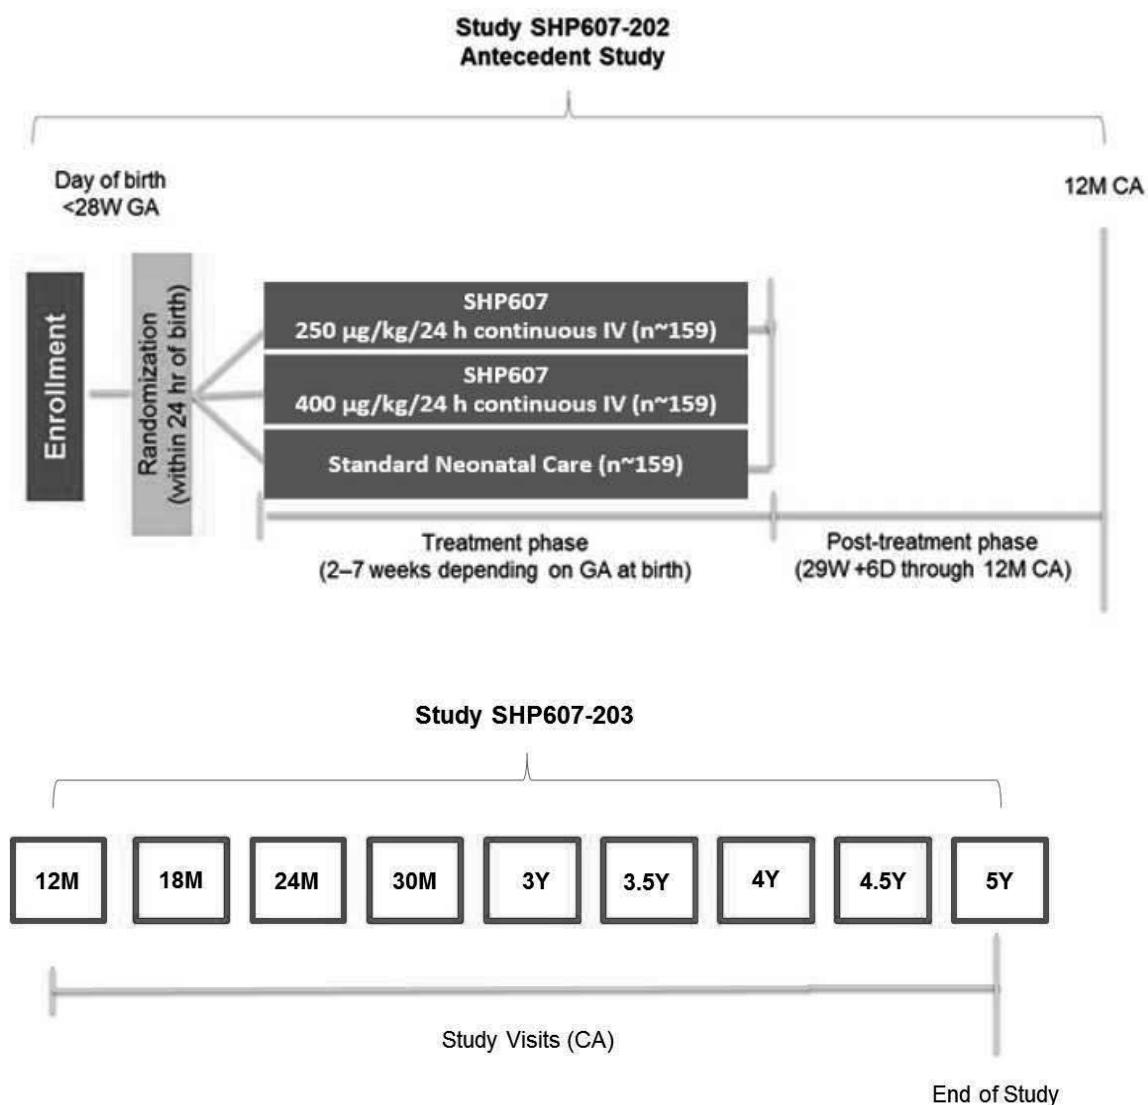 Study SHP607-202
Antecedent Study
Day of birth
<28W GA
12M CA
Enrollment
Randomization
(within 24 hr of birth)
SHP607
250 µg/kg/24 h continuous IV (n~159)
SHP607
400 µg/kg/24 h continuous IV (n~159)
Standard Neonatal Care (n~159)
Treatment phase
(2–7 weeks depending on GA at birth)
Post-treatment phase
(29W +6D through 12M CA)
Study SHP607-203
12M
18M
24M
30M
3Y
3.5Y
4Y
4.5Y
5Y
Study Visits (CA)
End of Study